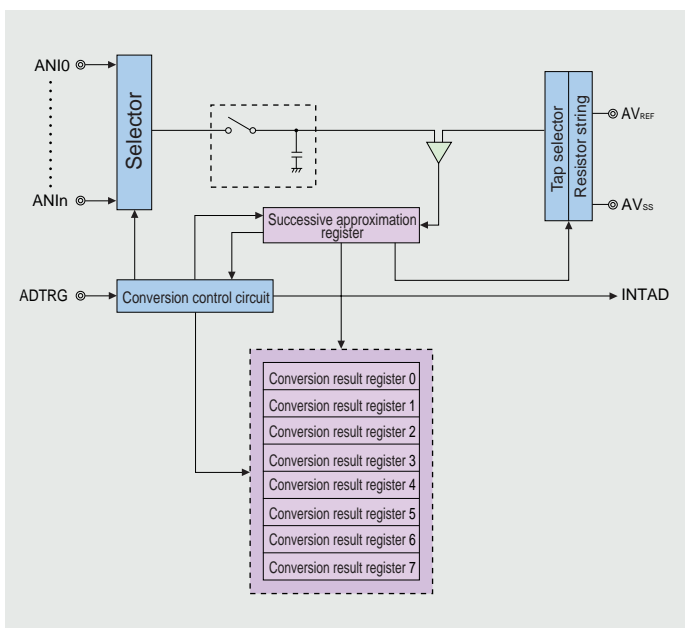 ANI0
ANIn
Selector
Tap selector
Resistor string
AVREF
AVSS
Successive approximation
register
ADTRG
Conversion control circuit
INTAD
Conversion result register 0
Conversion result register 1
Conversion result register 2
Conversion result register 3
Conversion result register 4
Conversion result register 5
Conversion result register 6
Conversion result register 7